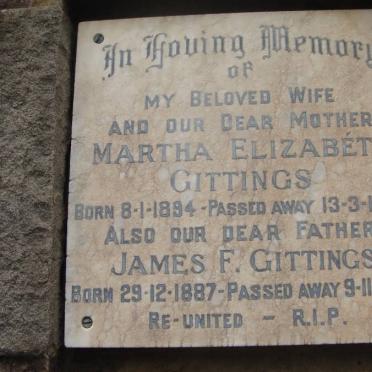 In Loving Memory
OF
MY BELOVED WIFE
AND OUR DEAR MOTHER
MARTHA ELIZABÉT
GITTINGS
BORN 8-1-1894 - PASSED AWAY 13-3-1
ALSO OUR DEAR FATHER
JAMES F. GITTINGS
BORN 29-12-1887 - PASSED AWAY 9-11
RE-UNITED - R.I.P.